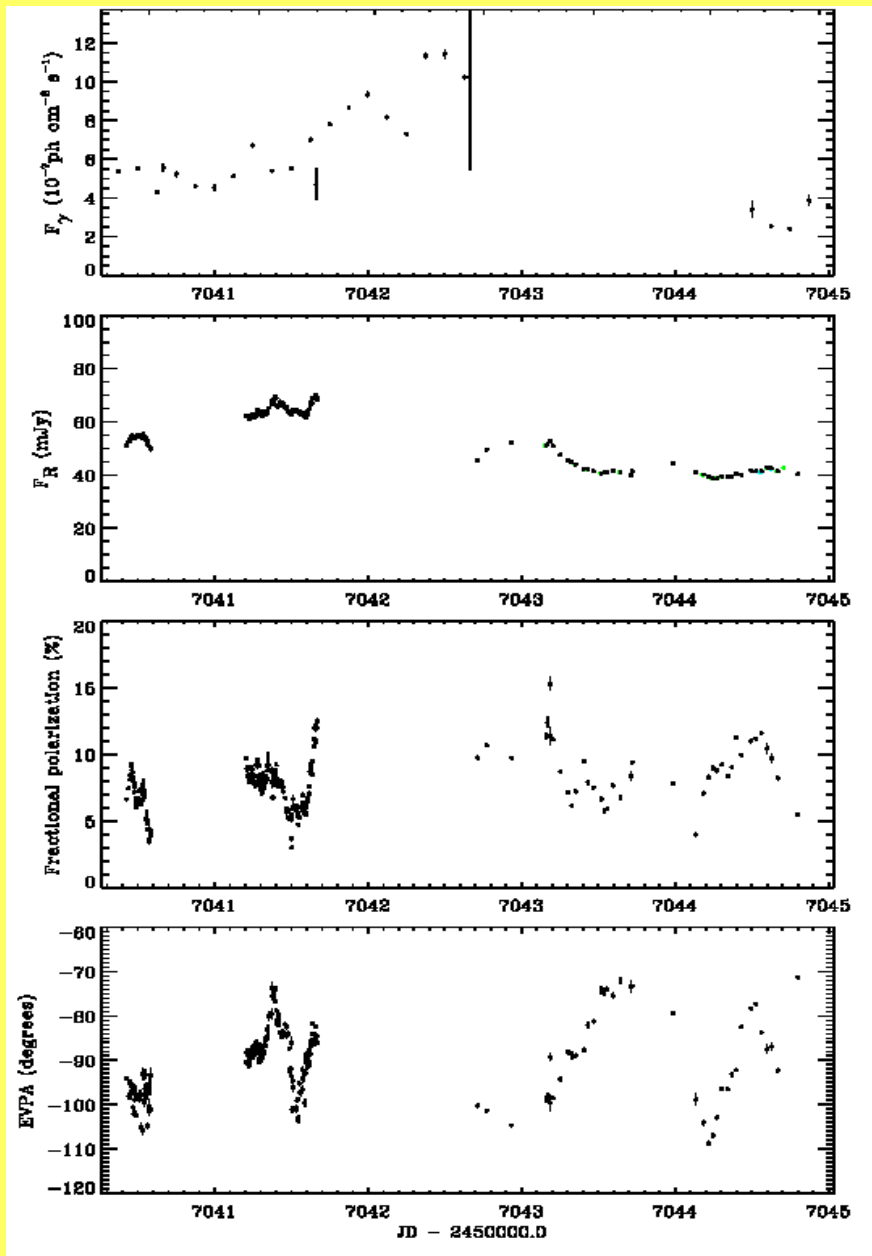 F_γ (10⁻⁹ph cm⁻² s⁻¹)
12
10
8
6
4
2
0
7041 7042 7043 7044 7045
F_R (mJy)
100
80
60
40
20
0
7041 7042 7043 7044 7045
Fractional polarization (%)
20
15
10
5
0
7041 7042 7043 7044 7045
EVPA (degrees)
−60
−70
−80
−90
−100
−110
−120
7041 7042 7043 7044 7045
JD − 2450000.0